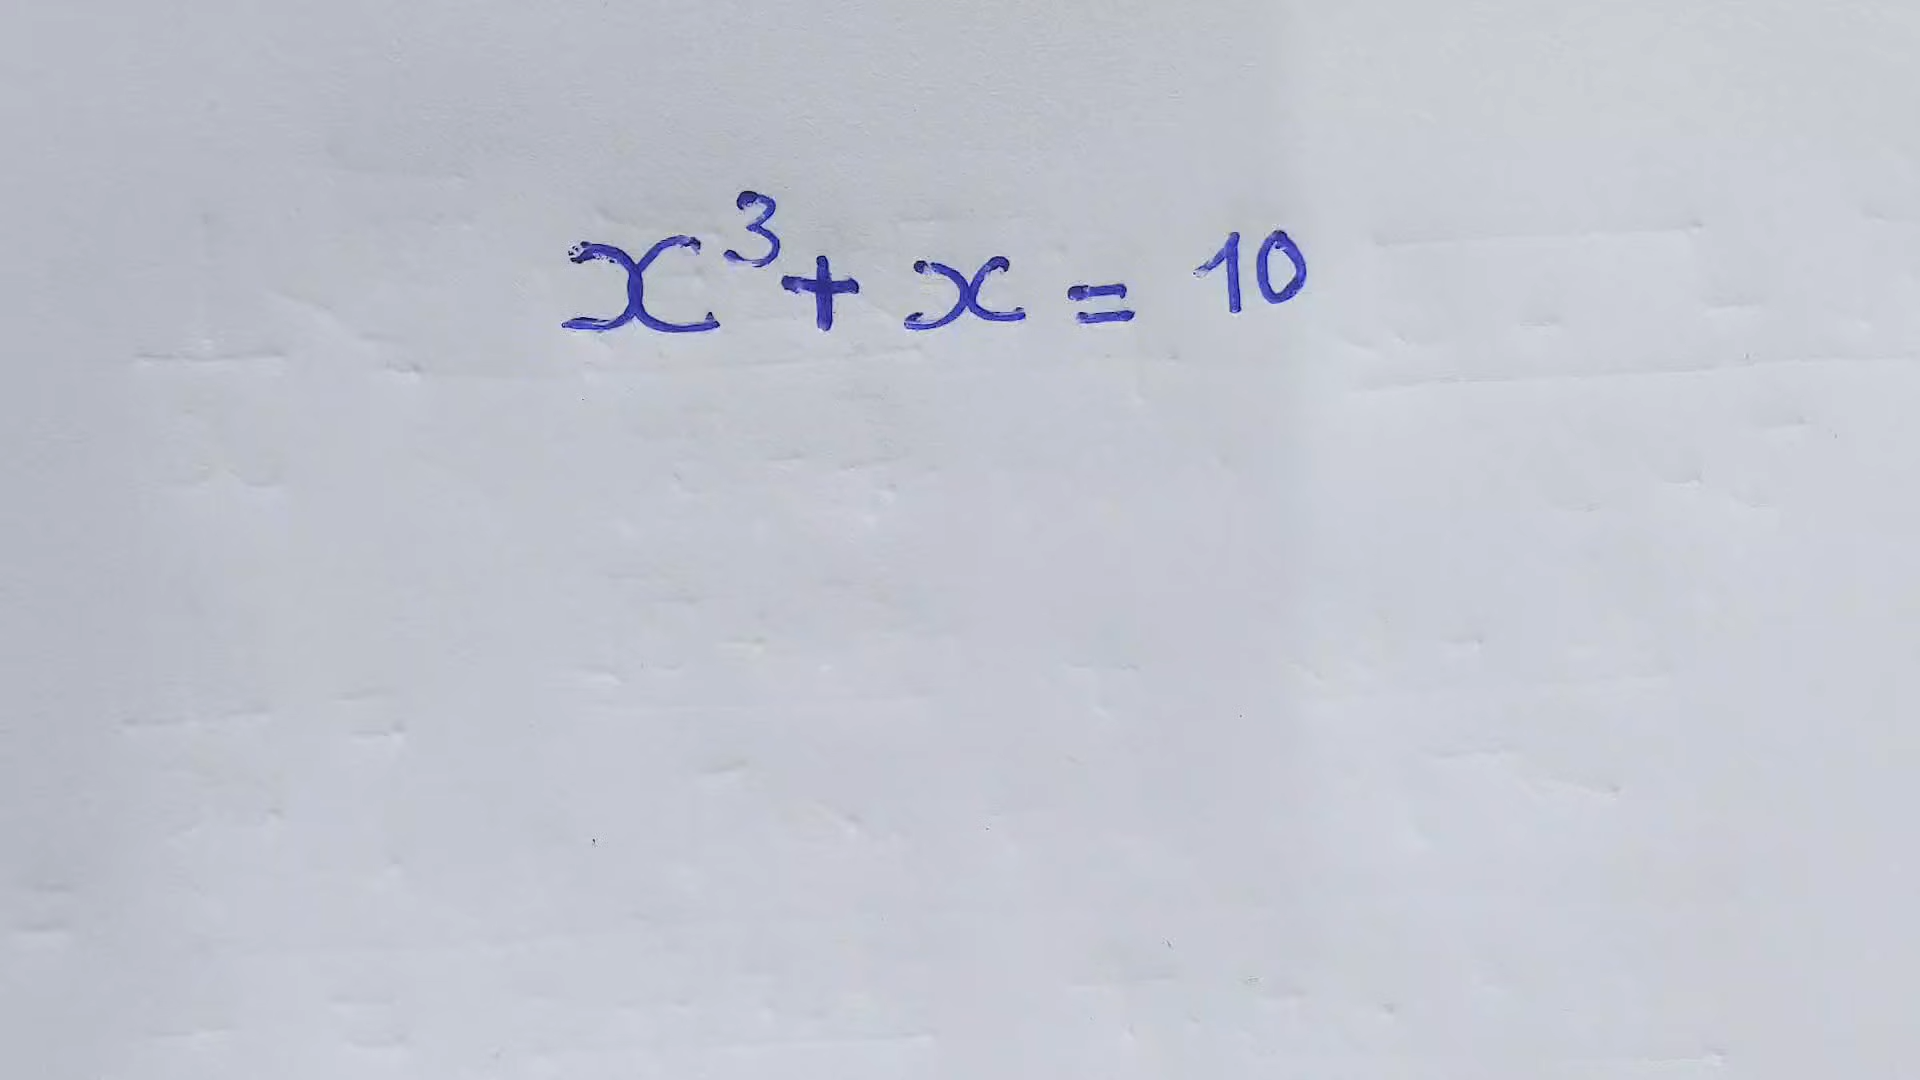 x³ + x = 10